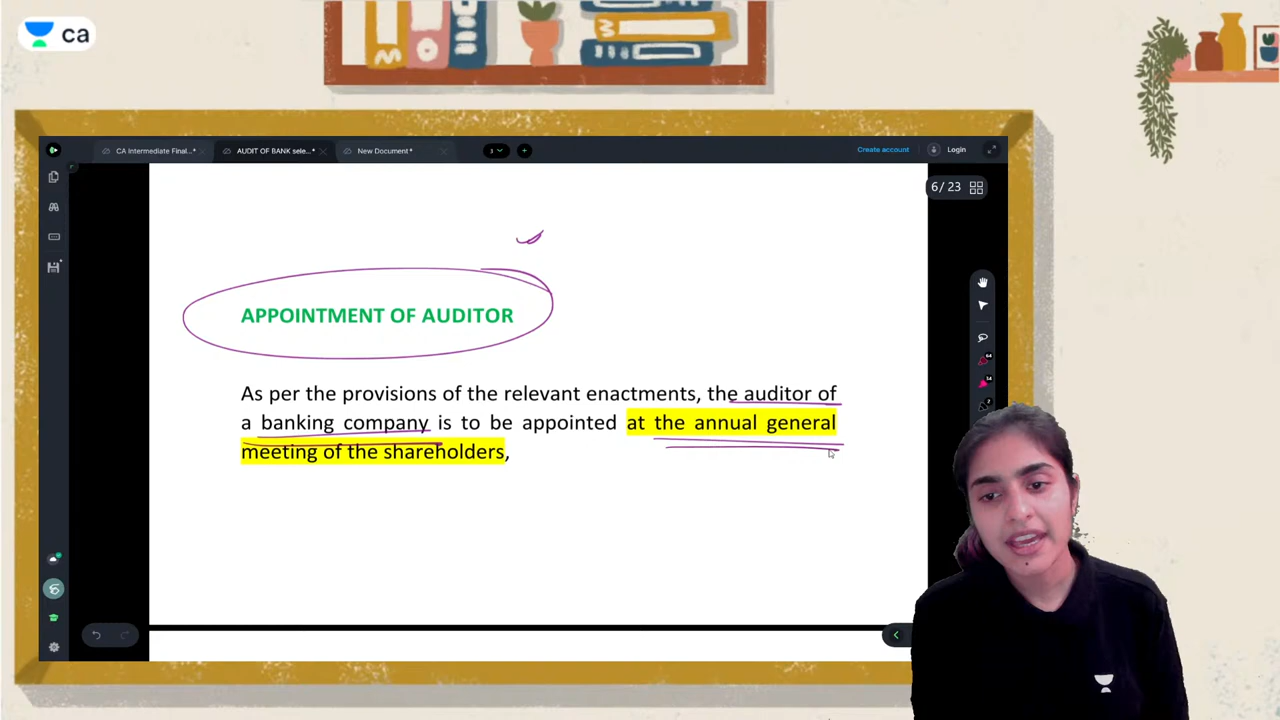 ca
CA Intermediate Final...*
AUDIT OF BANK sele...*
New Document*
Create account
Login
6/23
APPOINTMENT OF AUDITOR
As per the provisions of the relevant enactments, the auditor of
a banking company is to be appointed at the annual general
meeting of the shareholders,